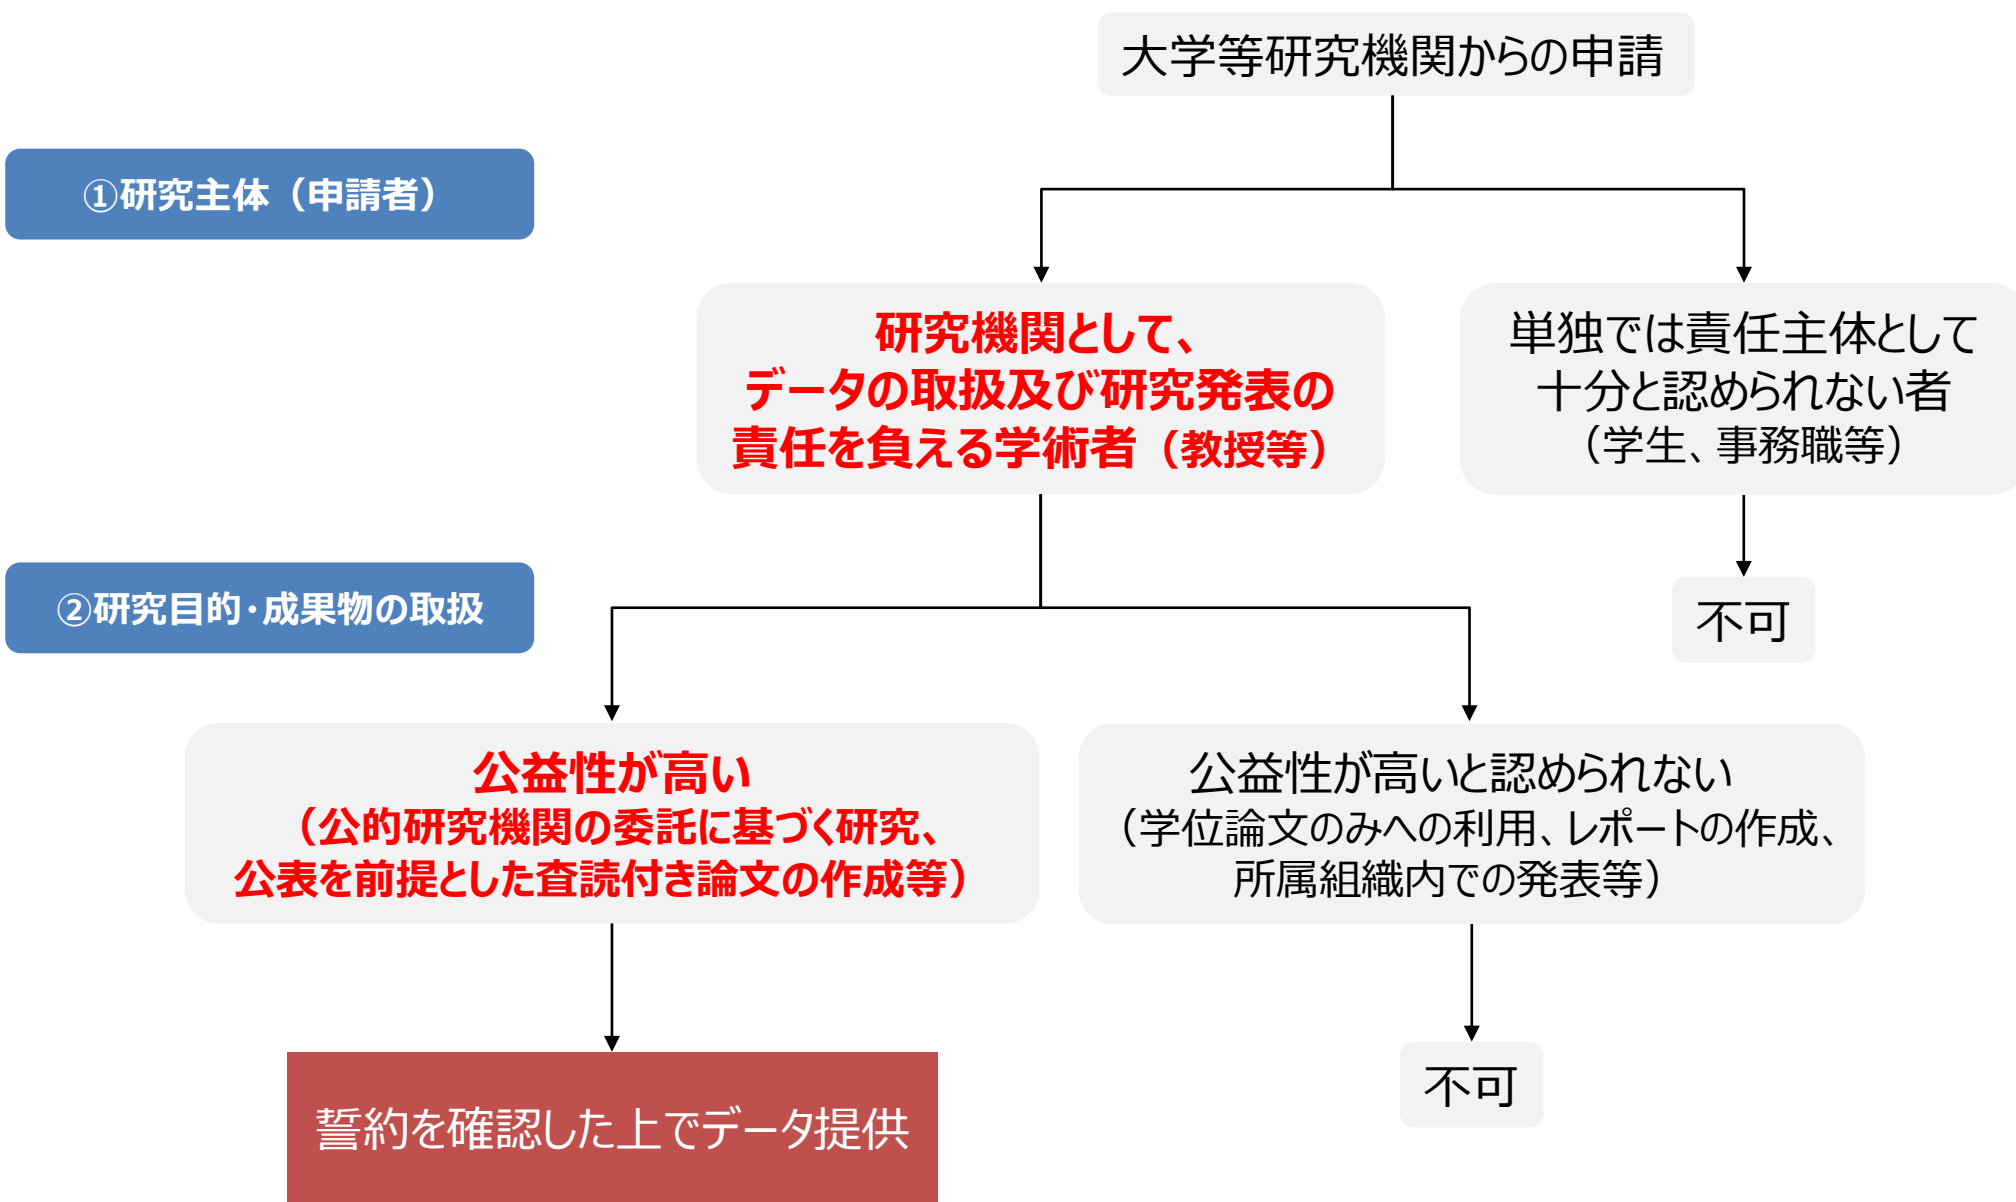 大学等研究機関からの申請
①研究主体（申請者）
研究機関として、
データの取扱及び研究発表の
責任を負える学術者（教授等）
単独では責任主体として
十分と認められない者
（学生、事務職等）
②研究目的・成果物の取扱
不可
公益性が高い
（公的研究機関の委託に基づく研究、
公表を前提とした査読付き論文の作成等）
公益性が高いと認められない
（学位論文のみへの利用、レポートの作成、
所属組織内での発表等）
誓約を確認した上でデータ提供
不可